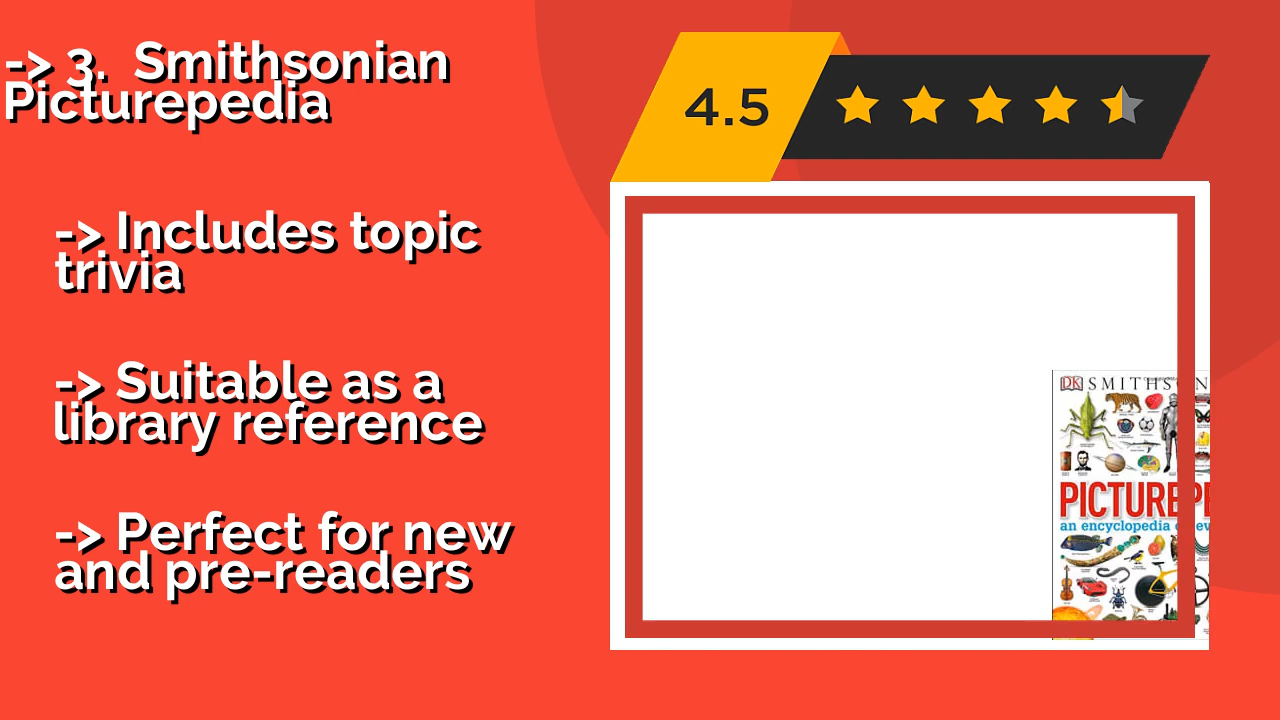 -> 3. Smithsonian
Picturepedia
4.5
-> Includes topic
trivia
-> Suitable as a
library reference
-> Perfect for new
and pre-readers
DK SMITHSON
PICTUREPE
an encyclopedia